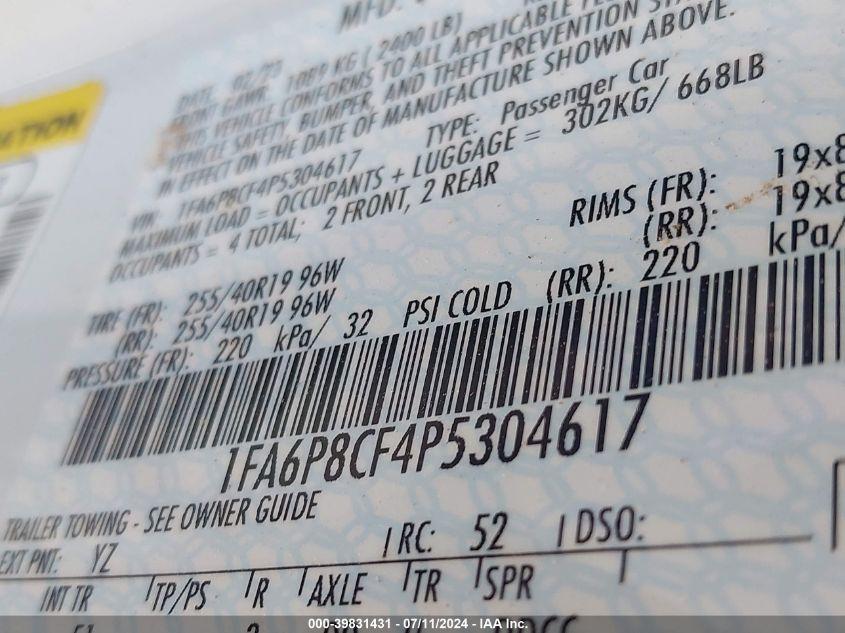 MFD.
DATE: 02/23
FRONT GAWR: 1089 KG ( 2400 LB)
THIS VEHICLE CONFORMS TO ALL APPLICABLE
VEHICLE SAFETY, BUMPER, AND THEFT PREVENTION
IN EFFECT ON THE DATE OF MANUFACTURE SHOWN ABOVE.
VIN: 1FA6P8CF4P5304617 TYPE: Passenger Car
MAXIMUM LOAD = OCCUPANTS + LUGGAGE = 302KG/ 668LB
OCCUPANTS = 4 TOTAL; 2 FRONT, 2 REAR
TIRE (FR): 255/40R19 96W RIMS (FR): 19x8
(RR): 255/40R19 96W (RR): 19x8
PRESSURE (FR): 220 kPa/ 32 PSI COLD (RR): 220 kPa/
1FA6P8CF4P5304617
TRAILER TOWING - SEE OWNER GUIDE
EXT PNT: YZ RC: 52 DSO:
INT TR TP/PS R AXLE TR SPR
000-39831431 - 07/11/2024 - IAA Inc.